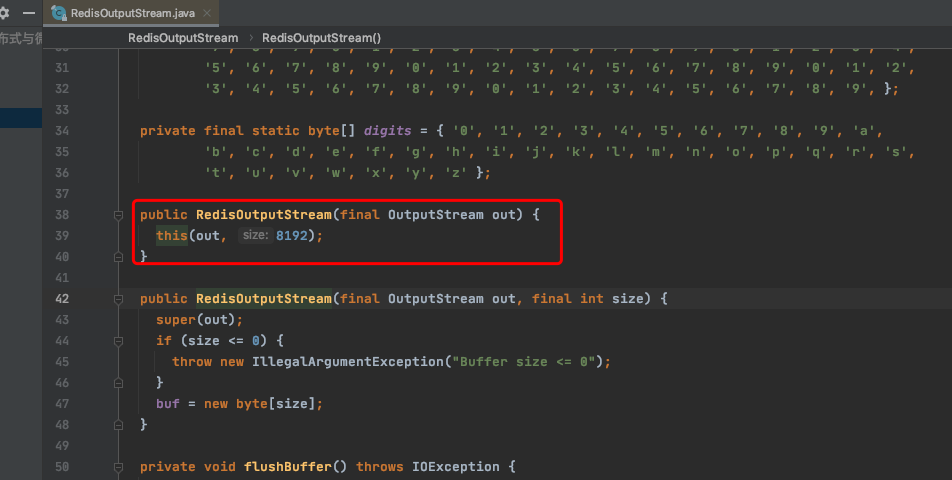 RedisOutputStream.java
布式与微
RedisOutputStream › RedisOutputStream()
31 '5', '6', '7', '8', '9', '0', '1', '2', '3', '4', '5', '6', '7', '8', '9', '0', '1', '2',
32 '3', '4', '5', '6', '7', '8', '9', '0', '1', '2', '3', '4', '5', '6', '7', '8', '9', };
33
34 private final static byte[] digits = { '0', '1', '2', '3', '4', '5', '6', '7', '8', '9', 'a',
35 'b', 'c', 'd', 'e', 'f', 'g', 'h', 'i', 'j', 'k', 'l', 'm', 'n', 'o', 'p', 'q', 'r', 's',
36 't', 'u', 'v', 'w', 'x', 'y', 'z' };
37
38 public RedisOutputStream(final OutputStream out) {
39 this(out, size: 8192);
40 }
41
42 public RedisOutputStream(final OutputStream out, final int size) {
43 super(out);
44 if (size <= 0) {
45 throw new IllegalArgumentException("Buffer size <= 0");
46 }
47 buf = new byte[size];
48 }
49
50 private void flushBuffer() throws IOException {